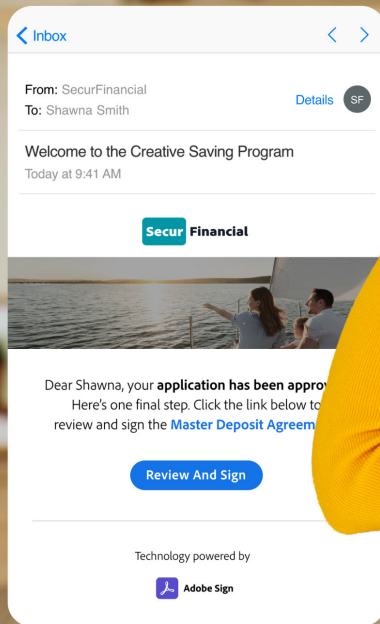 Inbox
From: SecurFinancial
Details
SF
To: Shawna Smith
Welcome to the Creative Saving Program
Today at 9:41 AM
Secur Financial
Dear Shawna, your application has been
Here's one final step. Click the link below to
review and sign the Master Deposit
Review And Sign
Technology powered by
Adobe Sign